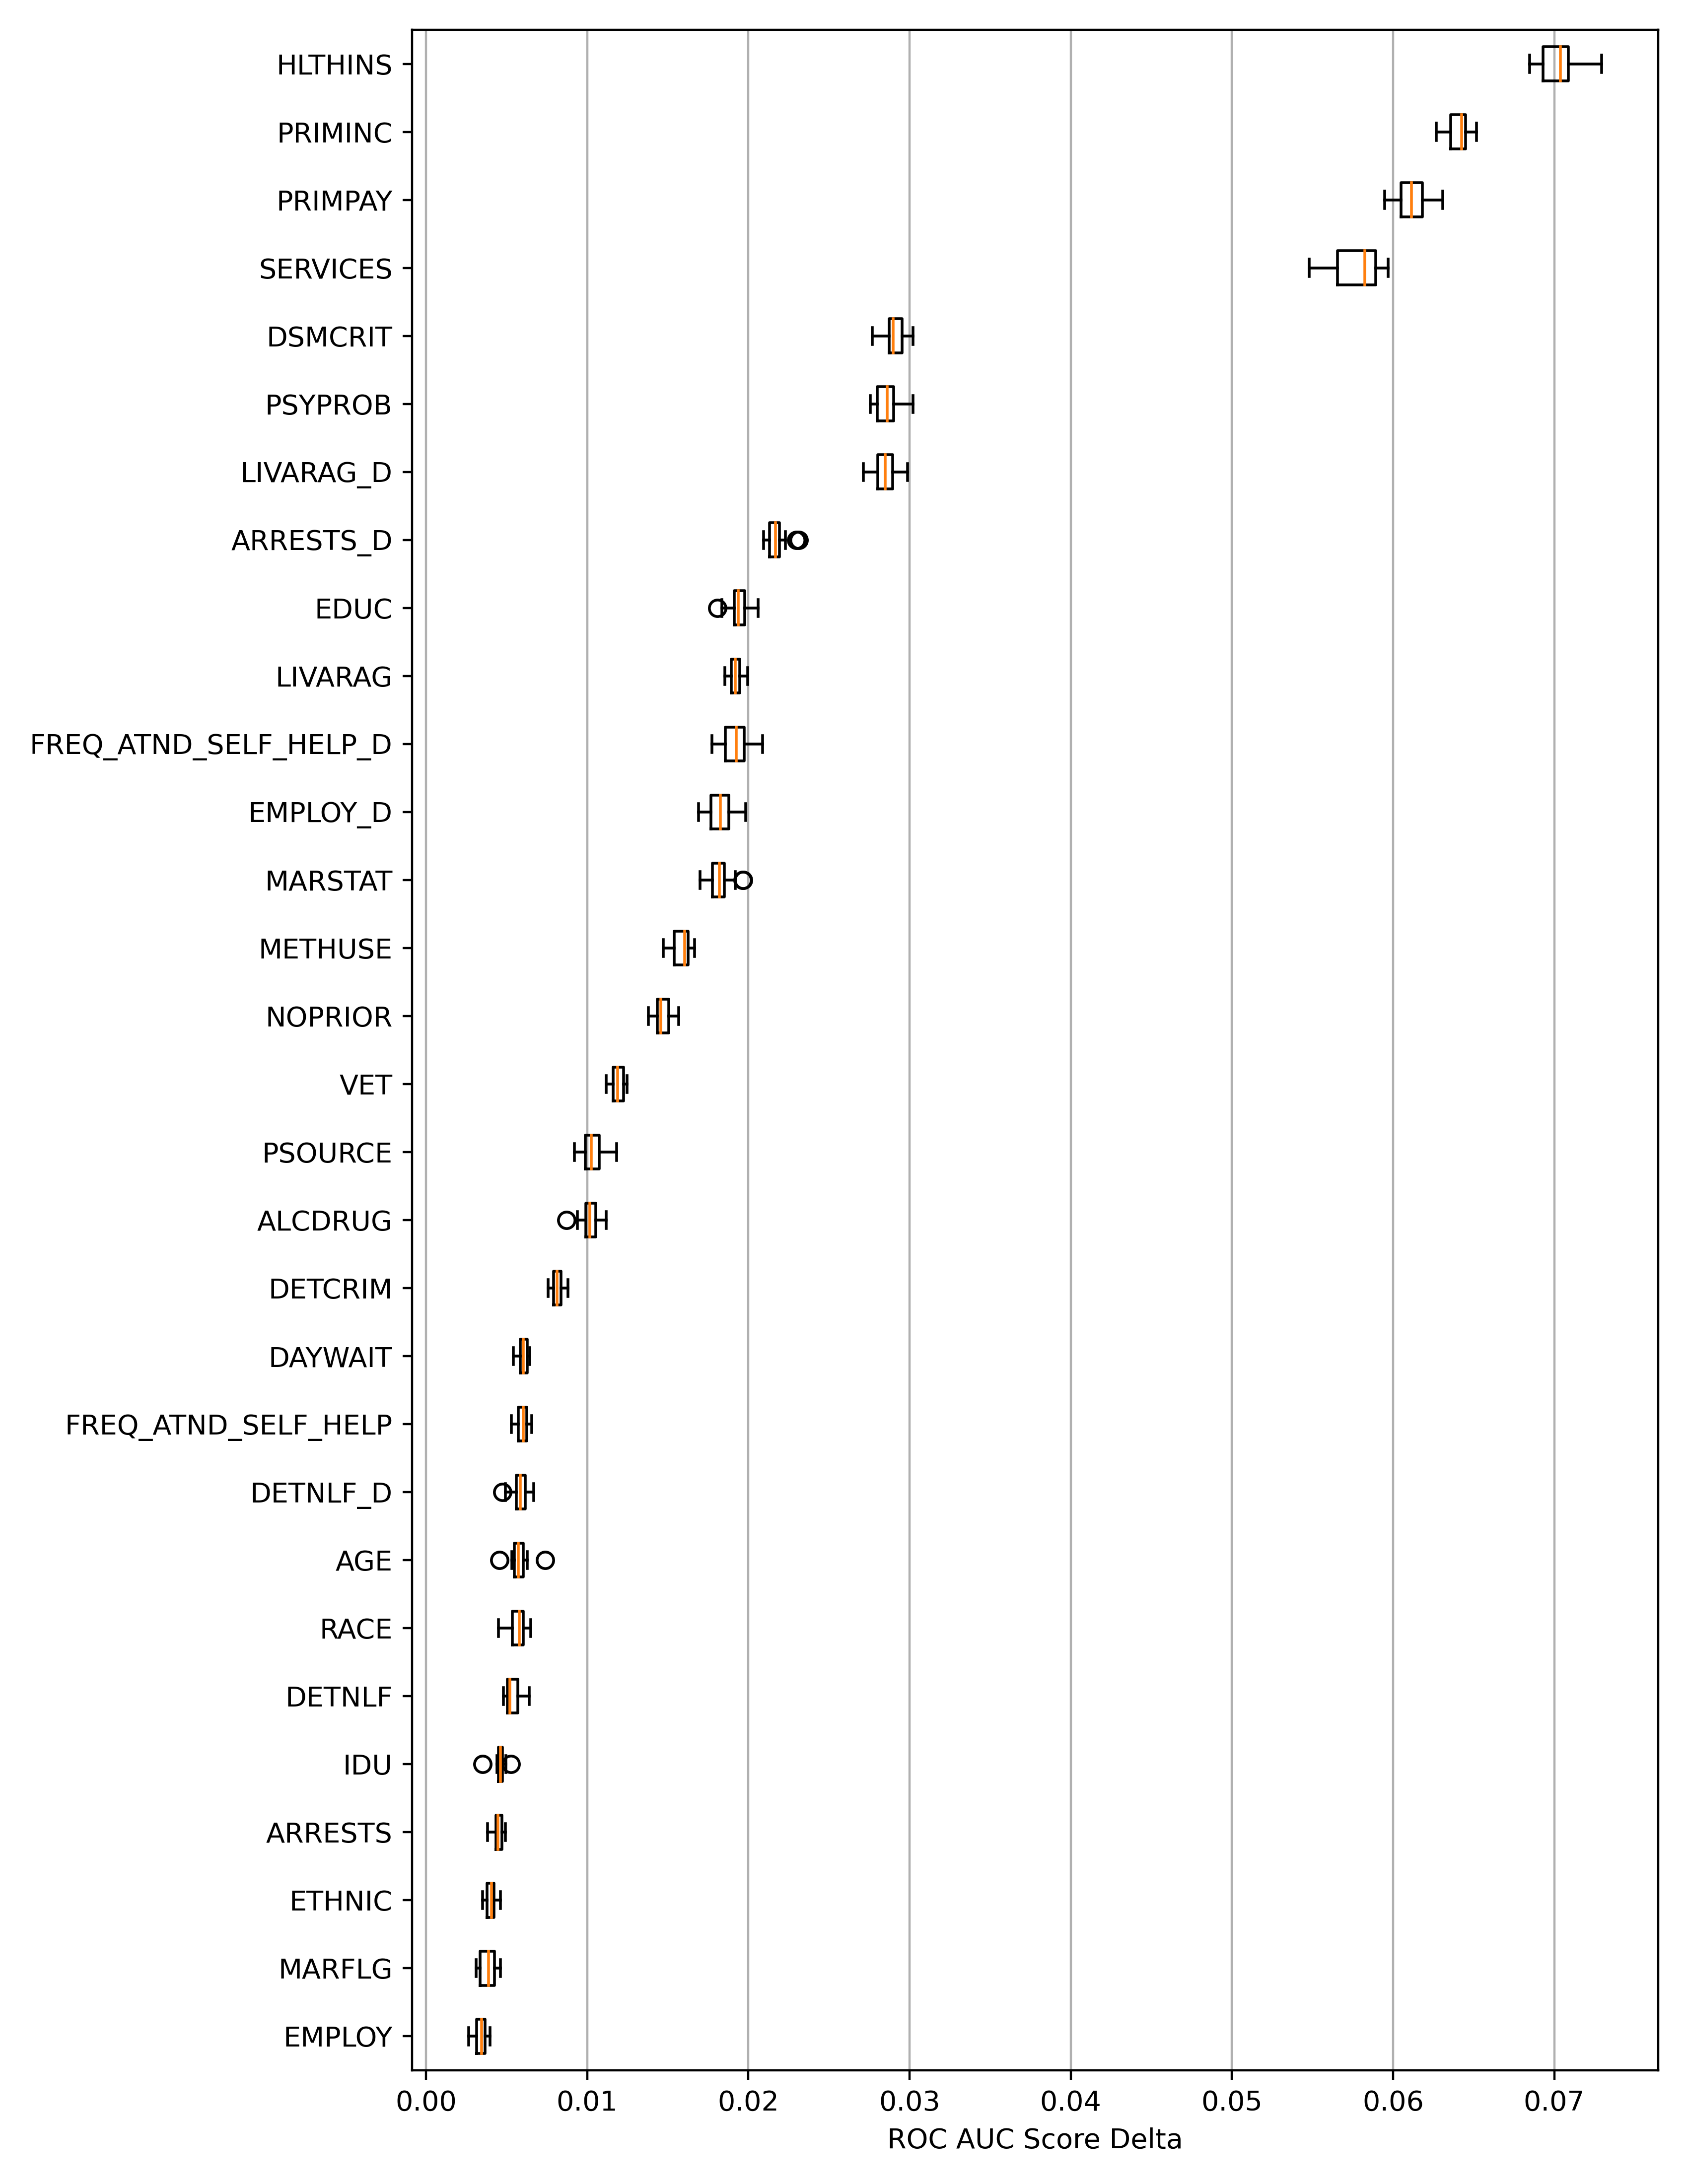 HLTHINS
PRIMINC
PRIMPAY
SERVICES
DSMCRIT
PSYPROB
LIVARAG_D
ARRESTS_D
EDUC
LIVARAG
FREQ_ATND_SELF_HELP_D
EMPLOY_D
MARSTAT
METHUSE
NOPRIOR
VET
PSOURCE
ALCDRUG
DETCRIM
DAYWAIT
FREQ_ATND_SELF_HELP
DETNLF_D
AGE
RACE
DETNLF
IDU
ARRESTS
ETHNIC
MARFLG
EMPLOY
0.00 0.01 0.02 0.03 0.04 0.05 0.06 0.07
ROC AUC Score Delta